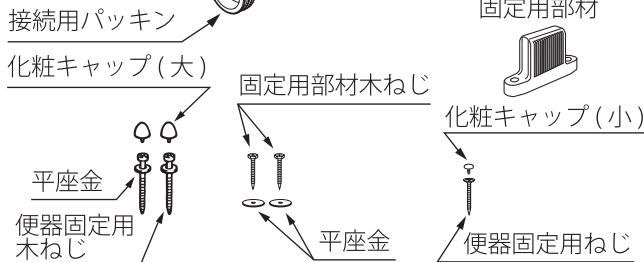 接続用パッキン
固定用部材
化粧キャップ(大)
固定用部材木ねじ
化粧キャップ(小)
平座金
便器固定用
木ねじ
平座金
便器固定用ねじ